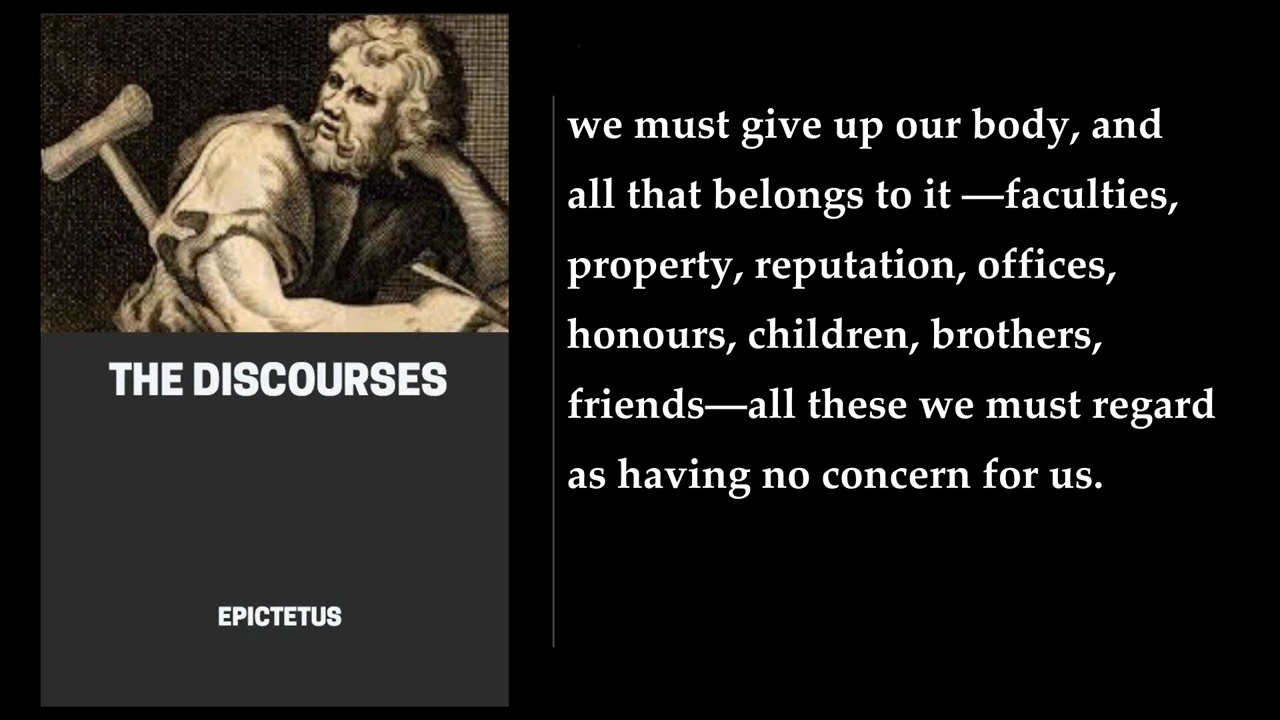 THE DISCOURSES
EPICTETUS
we must give up our body, and
all that belongs to it —faculties,
property, reputation, offices,
honours, children, brothers,
friends—all these we must regard
as having no concern for us.